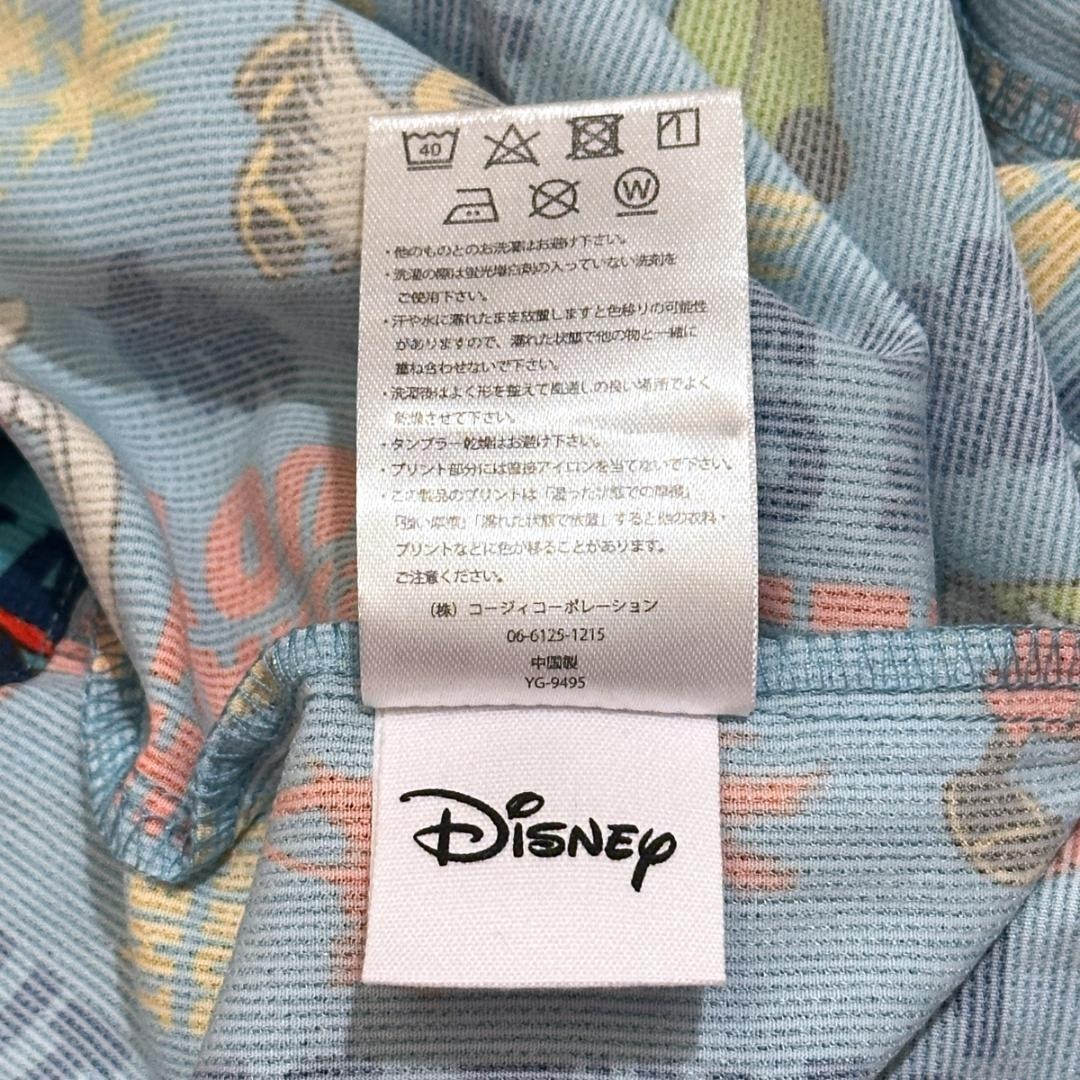 40
W
・他のものとのお洗濯はお避け下さい。
・洗濯の際は蛍光増白剤の入っていない洗剤を
ご使用下さい。
・汗や水に濡れたまま放置しますと色移りの可能性
がありますので、濡れた状態で他の物と一緒に
重ね合わせないで下さい。
・洗濯後はよく形を整えて風通しの良い場所でよく
乾燥させて下さい。
・タンブラー乾燥はお避け下さい。
・プリント部分には直接アイロンを当てないで下さい。
・この製品のプリントは「湿った状態での摩擦」
「強い摩擦」「濡れた状態で放置」すると他の衣料・
プリントなどに色が移ることがあります。
ご注意ください。
（株）コージィコーポレーション
06-6125-1215
中国製
YG-9495
Disney